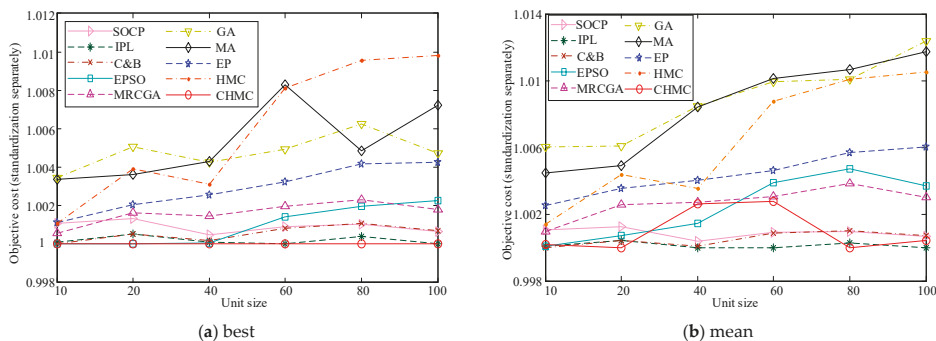 1.012
1.01
1.008
1.006
1.004
1.002
1
0.998
Objective cost (standardization separately)
SOCP
IPL
C&B
EPSO
MRCGA
GA
MA
EP
HMC
CHMC
10
20
40
60
80
100
Unit size
(a) best
1.014
1.01
1.006
1.002
0.998
Objective cost (standardization separately)
SOCP
IPL
C&B
EPSO
MRCGA
GA
MA
EP
HMC
CHMC
10
20
40
60
80
100
Unit size
(b) mean